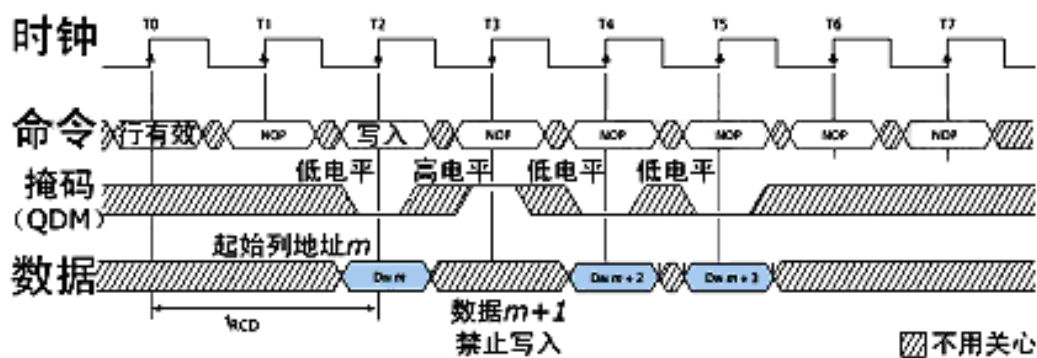 T0 T1 T2 T3 T4 T5 T6 T7
时钟
命令 行有效 NOP 写入 NOP NOP NOP NOP NOP
低电平 高电平 低电平 低电平
掩码
(QDM)
起始列地址m
数据 DIN m DIN m+2 DIN m+3
tRCD
数据m+1
禁止写入
不用关心